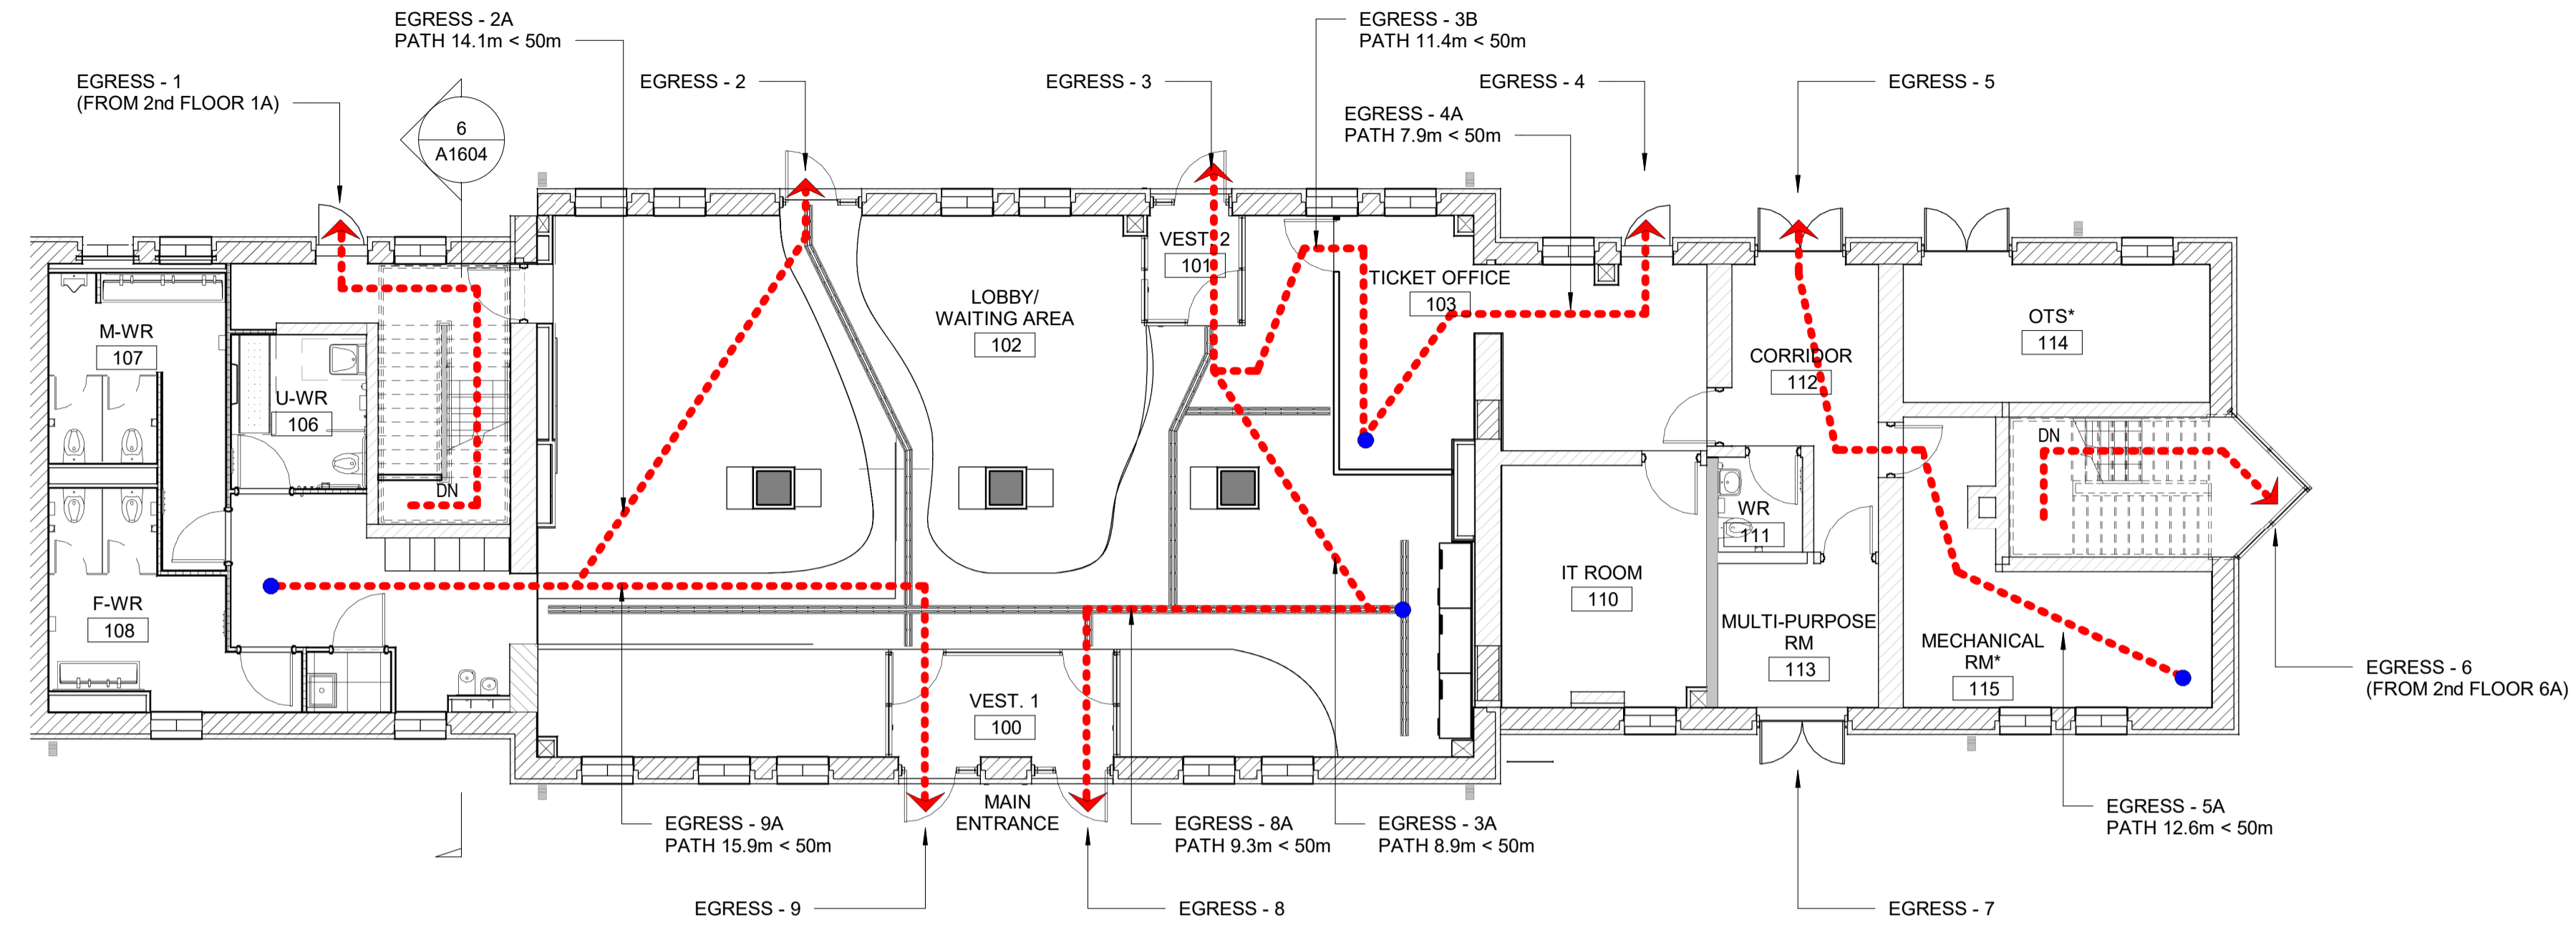 EGRESS - 2A
PATH 14.1m < 50m
EGRESS - 3B
PATH 11.4m < 50m
EGRESS - 1
(FROM 2nd FLOOR 1A)
EGRESS - 2
EGRESS - 3
EGRESS - 4
EGRESS - 5
EGRESS - 4A
PATH 7.9m < 50m
6
A1604
VEST. 2
101
TICKET OFFICE
103
LOBBY/
WAITING AREA
102
M-WR
107
U-WR
106
OTS*
114
CORRIDOR
112
DN
DN
WR
111
IT ROOM
110
F-WR
108
MULTI-PURPOSE
RM
113
MECHANICAL
RM*
115
VEST. 1
100
EGRESS - 6
(FROM 2nd FLOOR 6A)
MAIN
ENTRANCE
EGRESS - 9A
PATH 15.9m < 50m
EGRESS - 8A
PATH 9.3m < 50m
EGRESS - 3A
PATH 8.9m < 50m
EGRESS - 5A
PATH 12.6m < 50m
EGRESS - 9
EGRESS - 8
EGRESS - 7